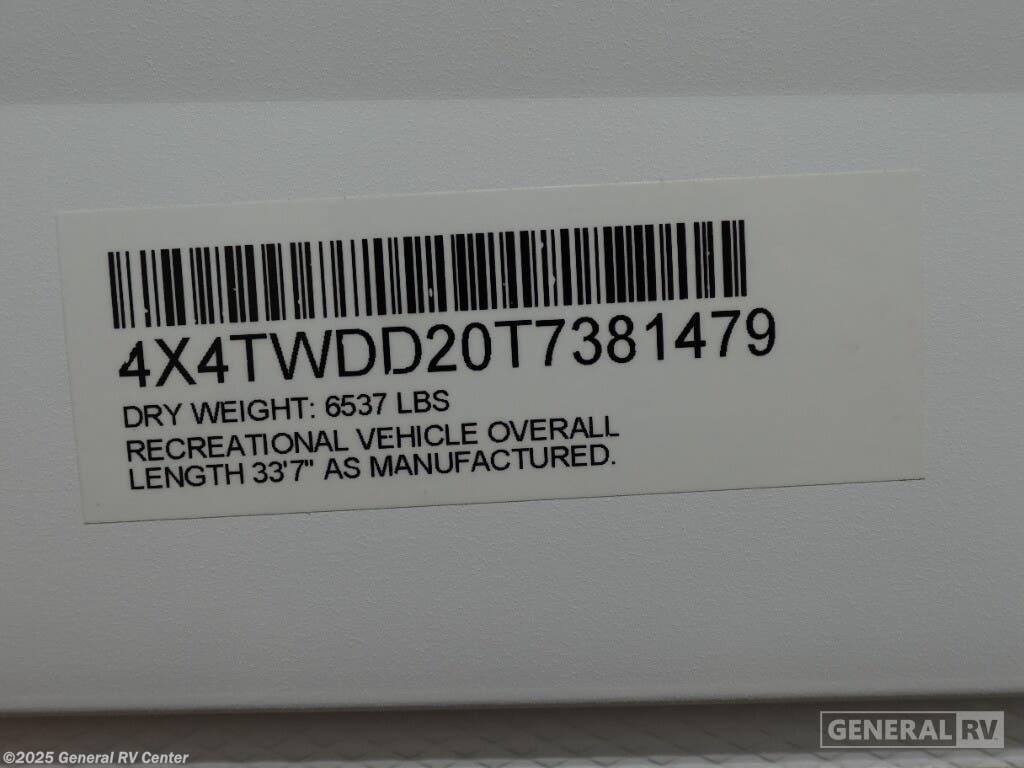 4X4TWDD20T7381479
DRY WEIGHT: 6537 LBS
RECREATIONAL VEHICLE OVERALL
LENGTH 33'7" AS MANUFACTURED.
GENERAL RV
©2025 General RV Center